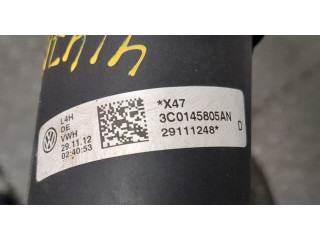 L4H
DE
VWH
29.11.12
02:40:53
*X47
3C0145805AN
29111248*
D